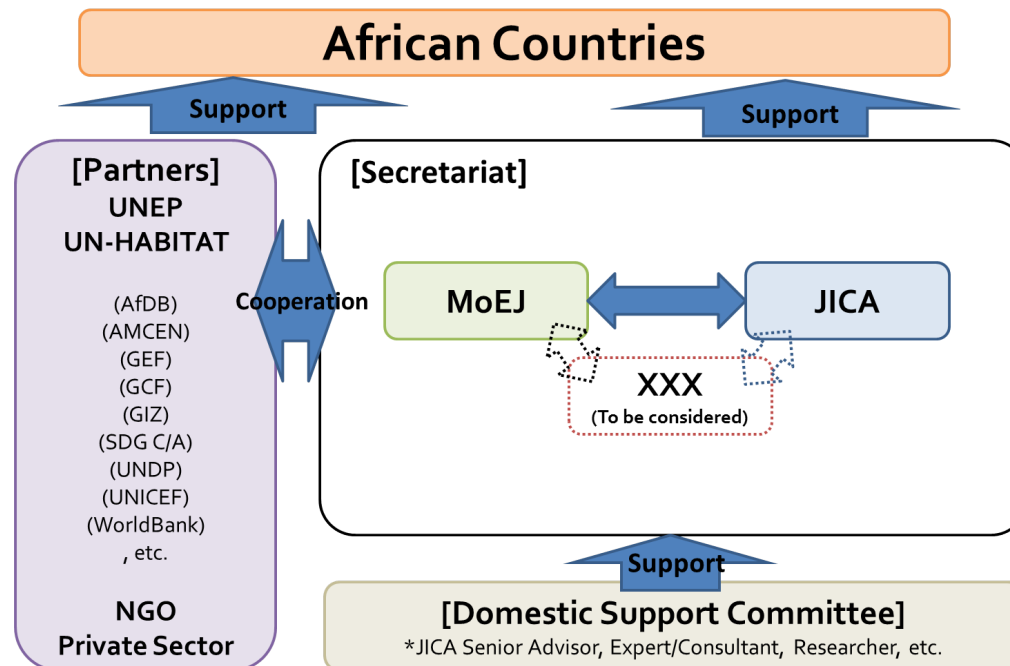 African Countries
Support
Support
[Partners]
UNEP
UN-HABITAT
(AfDB)
(AMCEN)
(GEF)
(GCF)
(GIZ)
(SDG C/A)
(UNDP)
(UNICEF)
(WorldBank)
, etc.
NGO
Private Sector
Cooperation
[Secretariat]
MoEJ
JICA
XXX
(To be considered)
Support
[Domestic Support Committee]
*JICA Senior Advisor, Expert/Consultant, Researcher, etc.